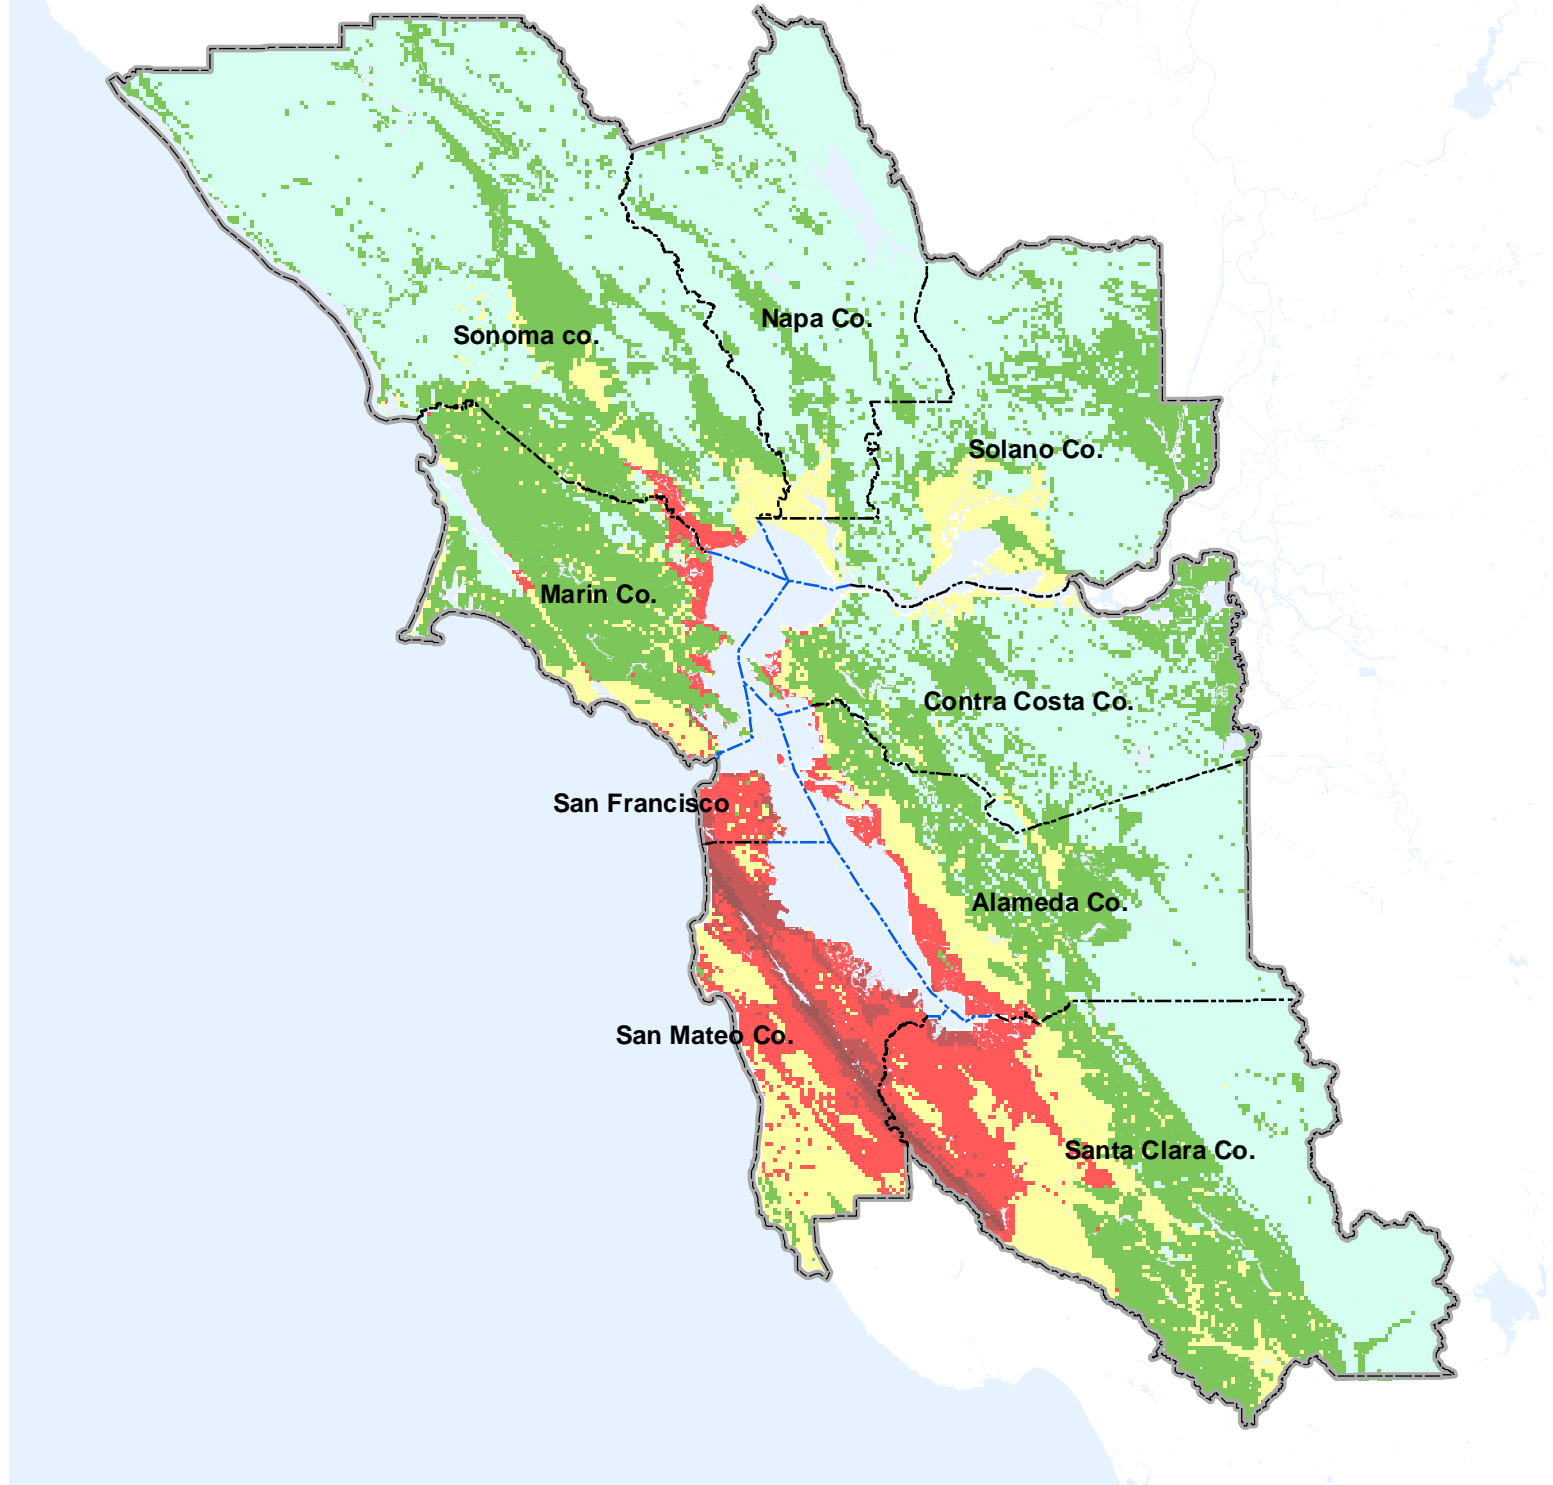 Napa Co.
Sonoma co.
Solano Co.
Marin Co.
Contra Costa Co.
San Francisco
Alameda Co.
San Mateo Co.
Santa Clara Co.